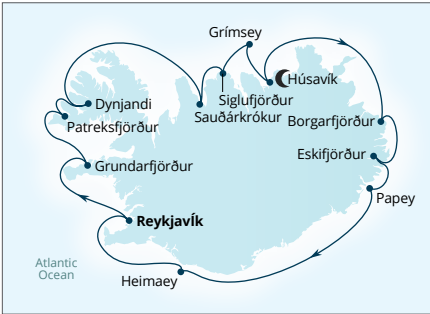 Grímsey
Húsavík
Siglufjörður
Sauðárkrókur
Dynjandi
Patreksfjörður
Borgarfjörður
Eskifjörður
Grundarfjörður
Papey
ReykjavÍk
Atlantic
Ocean
Heimaey